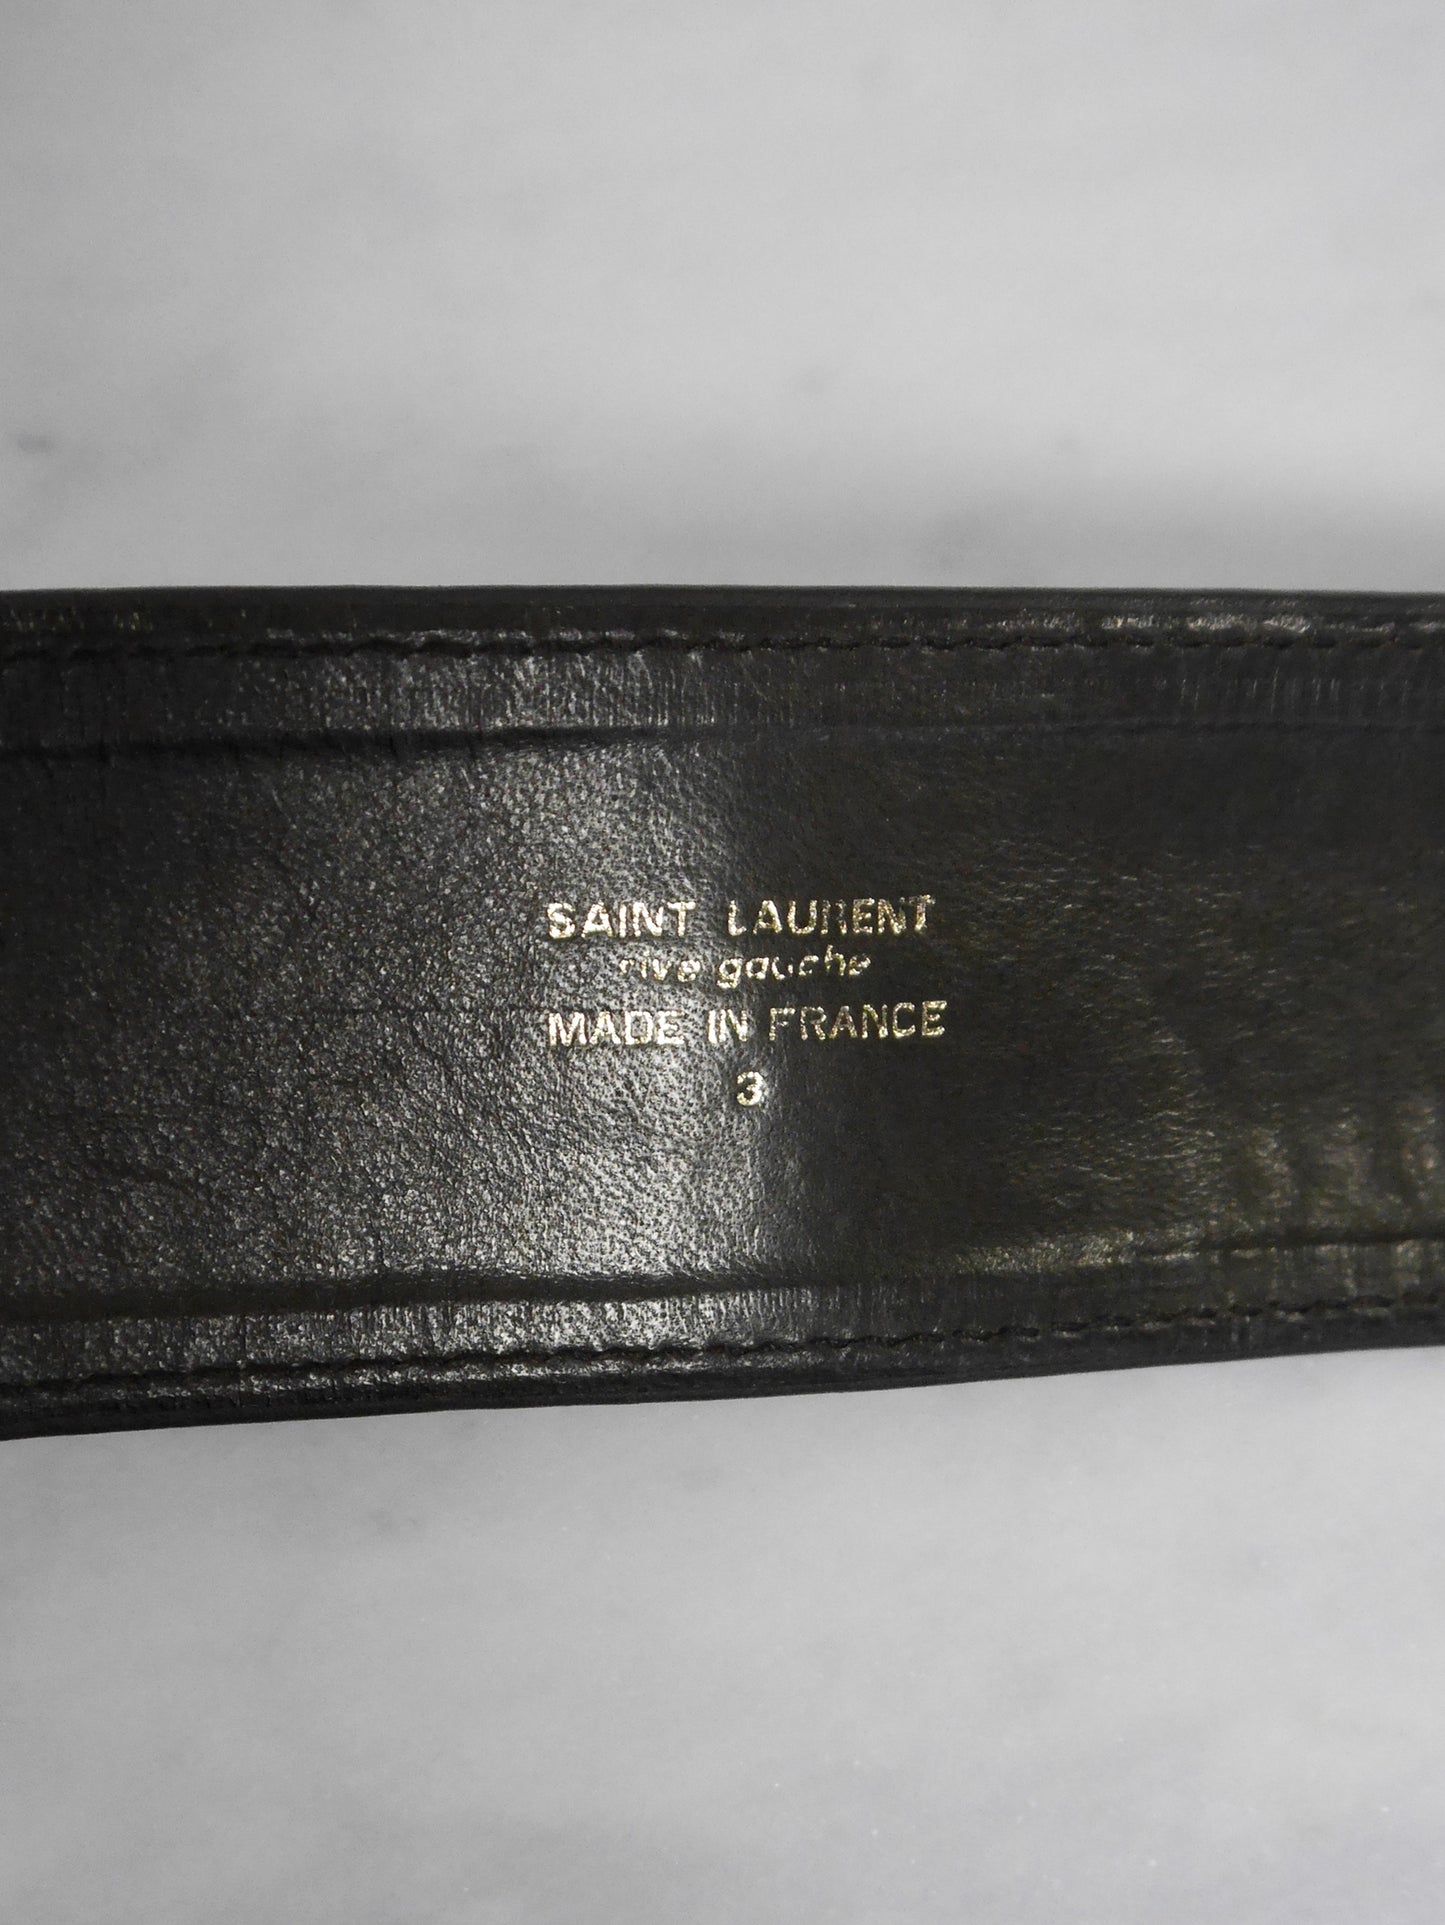 SAINT LAURENT
rive gauche
MADE IN FRANCE
3